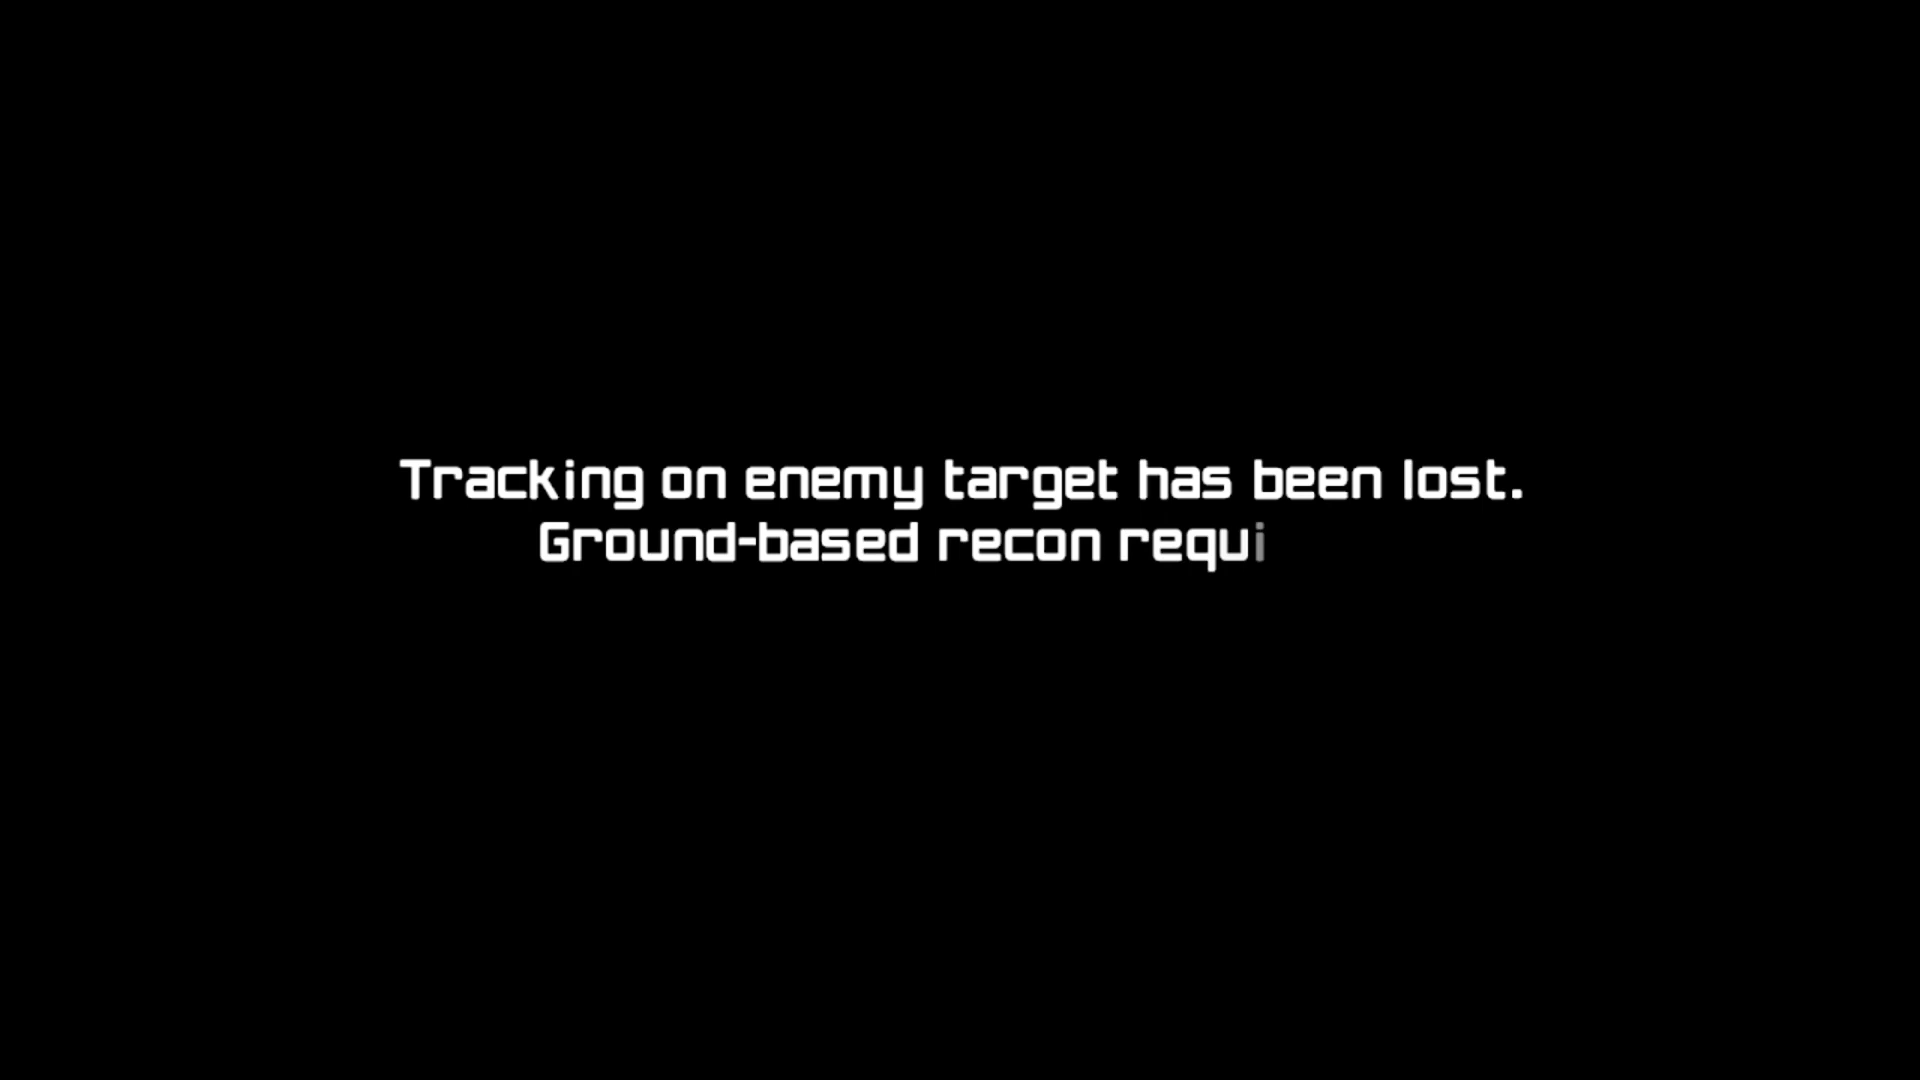 Tracking on enemy target has been lost.
Ground-based recon requi